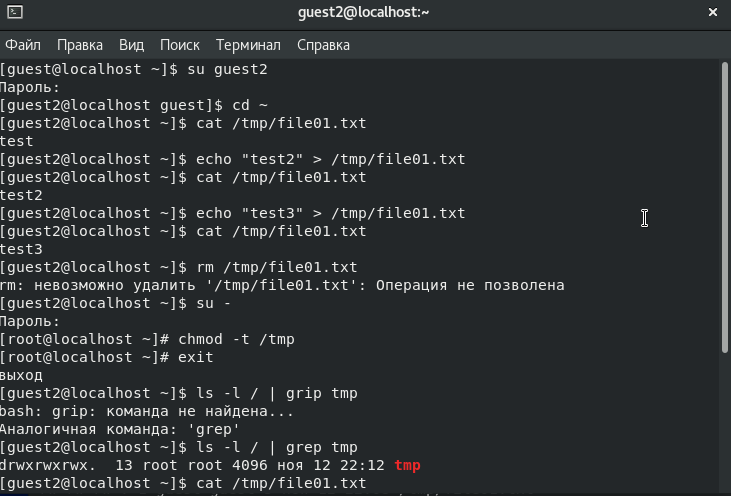 guest2@localhost:~
Файл Правка Вид Поиск Терминал Справка
[guest@localhost ~]$ su guest2
Пароль:
[guest2@localhost guest]$ cd ~
[guest2@localhost ~]$ cat /tmp/file01.txt
test
[guest2@localhost ~]$ echo "test2" > /tmp/file01.txt
[guest2@localhost ~]$ cat /tmp/file01.txt
test2
[guest2@localhost ~]$ echo "test3" > /tmp/file01.txt
[guest2@localhost ~]$ cat /tmp/file01.txt
test3
[guest2@localhost ~]$ rm /tmp/file01.txt
rm: невозможно удалить '/tmp/file01.txt': Операция не позволена
[guest2@localhost ~]$ su -
Пароль:
[root@localhost ~]# chmod -t /tmp
[root@localhost ~]# exit
выход
[guest2@localhost ~]$ ls -l / | grip tmp
bash: grip: команда не найдена...
Аналогичная команда: 'grep'
[guest2@localhost ~]$ ls -l / | grep tmp
drwxrwxrwx.  13 root root 4096 ноя 12 22:12 tmp
[guest2@localhost ~]$ cat /tmp/file01.txt